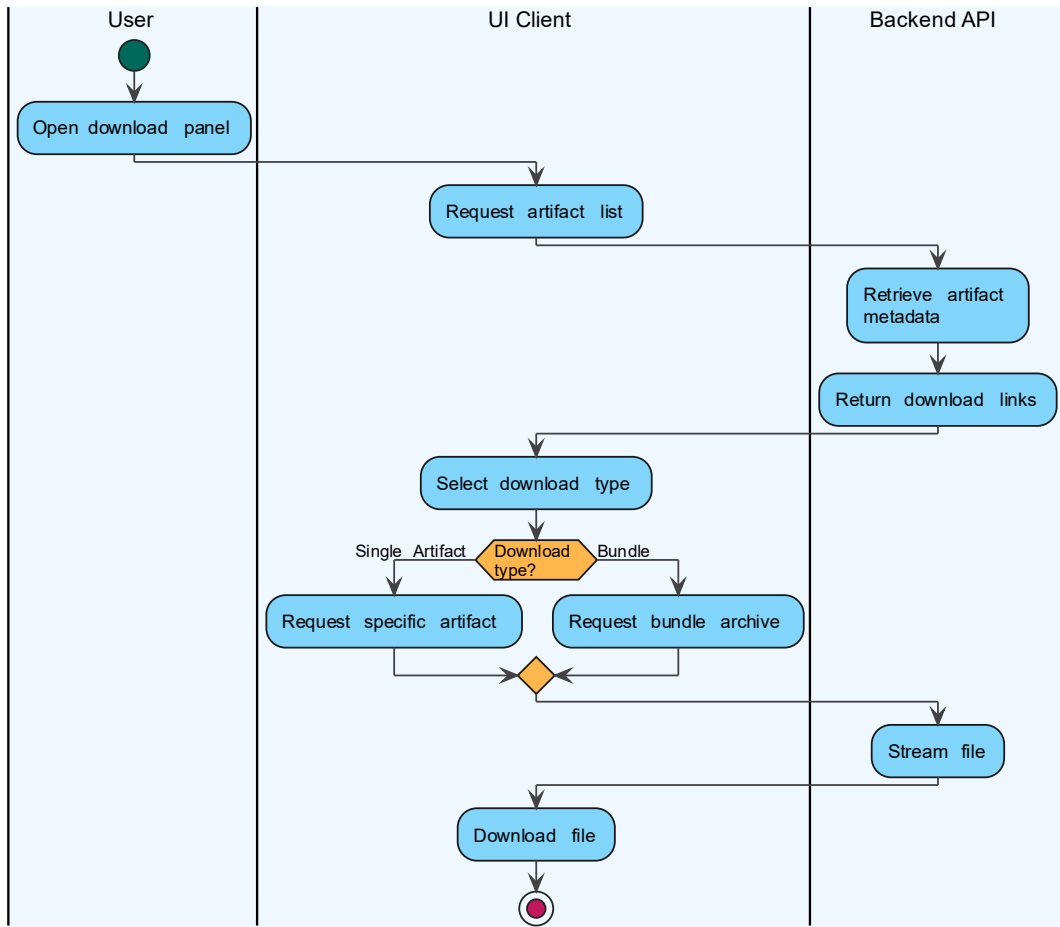 User
UI Client
Backend API
Open download panel
Request artifact list
Retrieve artifact
metadata
Return download links
Select download type
Single Artifact
Download
type?
Bundle
Request specific artifact
Request bundle archive
Stream file
Download file